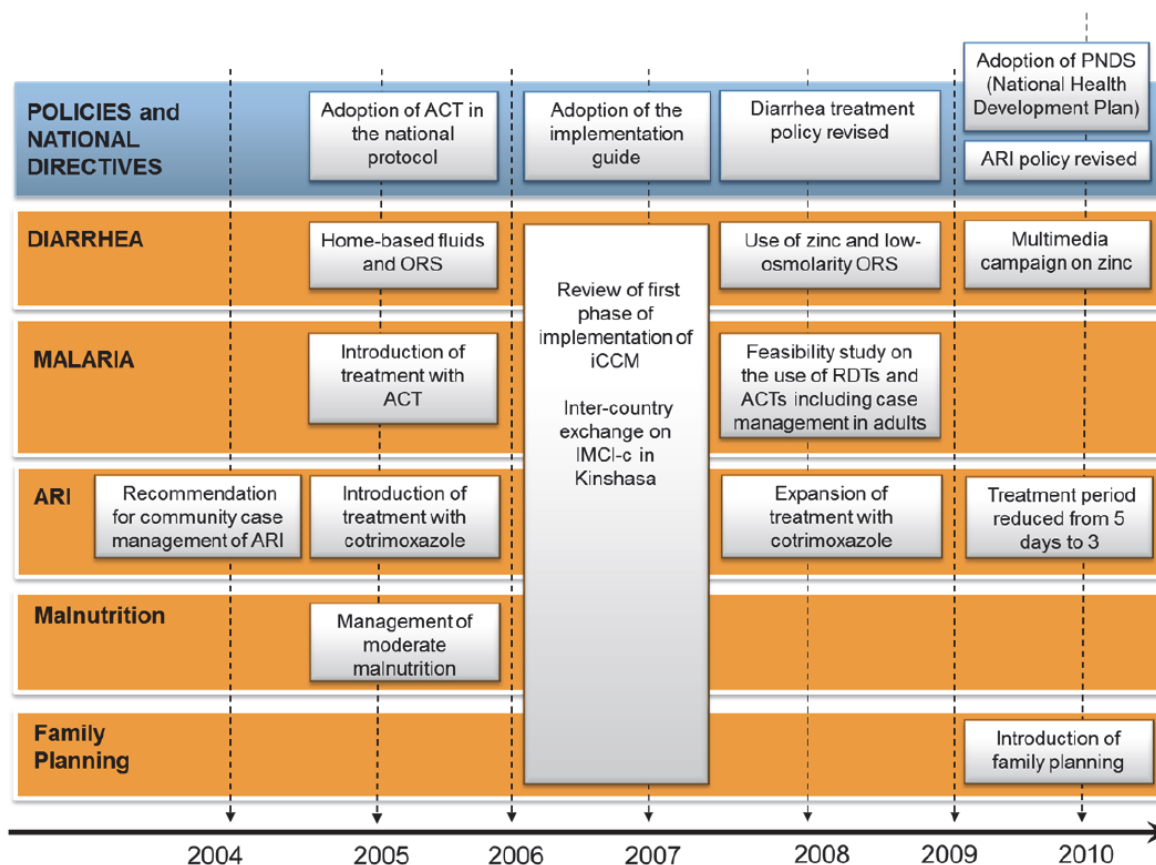 POLICIES and
NATIONAL
DIRECTIVES
Adoption of ACT in
the national
protocol
Adoption of the
implementation
guide
Diarrhea treatment
policy revised
Adoption of PNDS
(National Health
Development Plan)
ARI policy revised
DIARRHEA
Home-based fluids
and ORS
Use of zinc and low-
osmolarity ORS
Multimedia
campaign on zinc
Review of first
phase of
implementation of
iCCM
Inter-country
exchange on
IMCI-c in
Kinshasa
MALARIA
Introduction of
treatment with
ACT
Feasibility study on
the use of RDTs and
ACTs including case
management in adults
ARI
Recommendation
for community case
management of ARI
Introduction of
treatment with
cotrimoxazole
Expansion of
treatment with
cotrimoxazole
Treatment period
reduced from 5
days to 3
Malnutrition
Management of
moderate
malnutrition
Family
Planning
Introduction of
family planning
2004 2005 2006 2007 2008 2009 2010